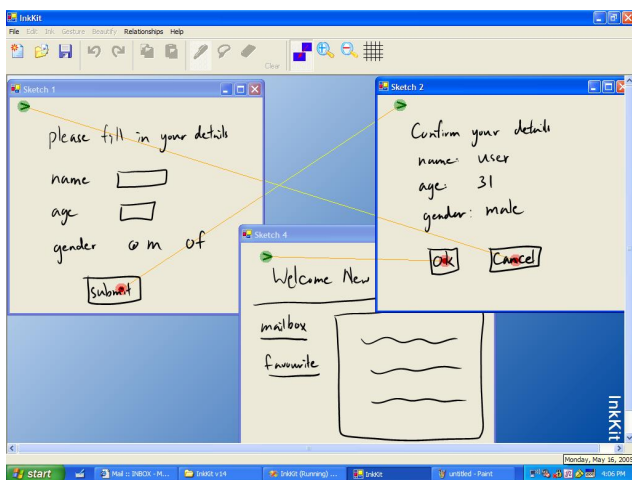 InkKit
File Edit Ink Gesture Beautify Relationships Help
Clear
Sketch 1
please fill in your details
name
age
gender o m of
submit
Sketch 2
Confirm your details
name: user
age: 31
gender: male
ok Cancel
Sketch 4
Welcome New
mailbox
favourite
InkKit
Monday, May 16, 2005
start
Mail :: INBOX - M...
InkKit v14
InkKit (Running) ...
InkKit
untitled - Paint
4:06 PM